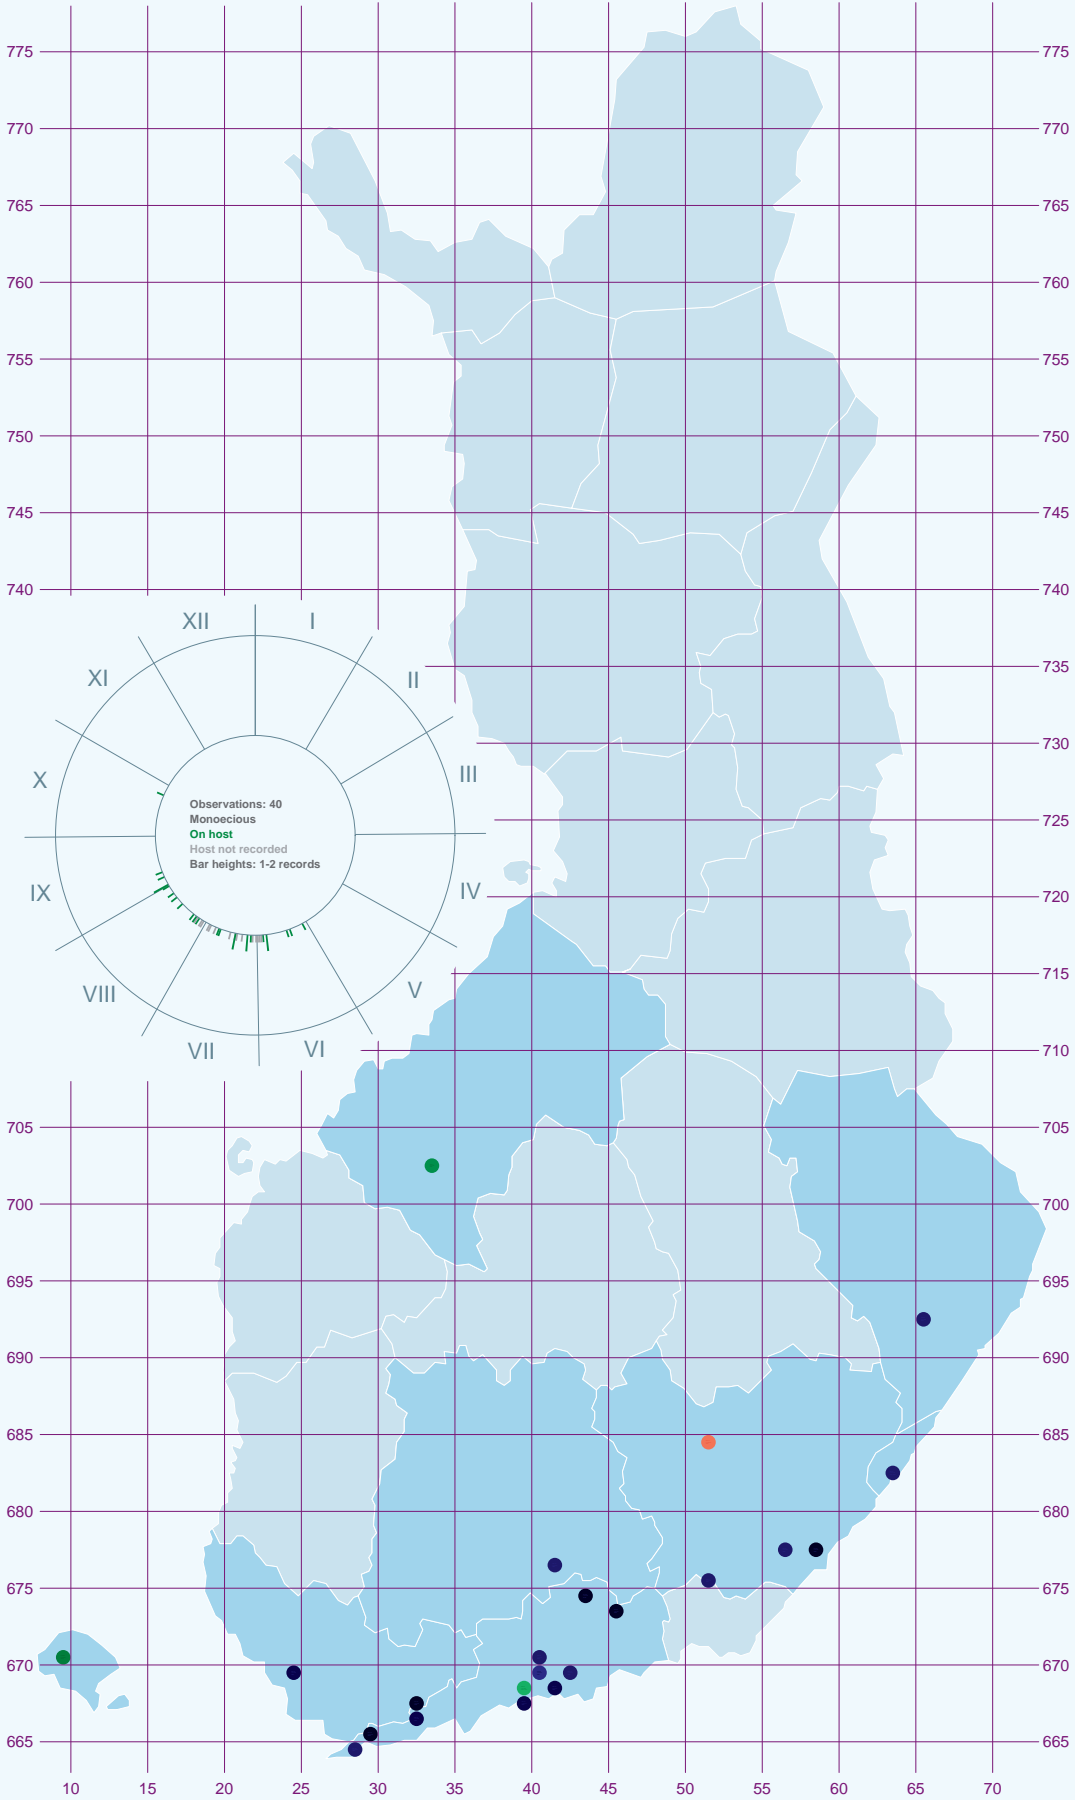 775 775
770 770
765 765
760 760
755 755
750 750
745 745
740 740
XII I
XI II
735
730
X III
Observations: 40
Monoecious
On host
Host not recorded
Bar heights: 1-2 records
725
IX IV
720
715
VIII V
VII VI
710
705 705
700 700
695 695
690 690
685 685
680 680
675 675
670 670
665 665
10 15 20 25 30 35 40 45 50 55 60 65 70